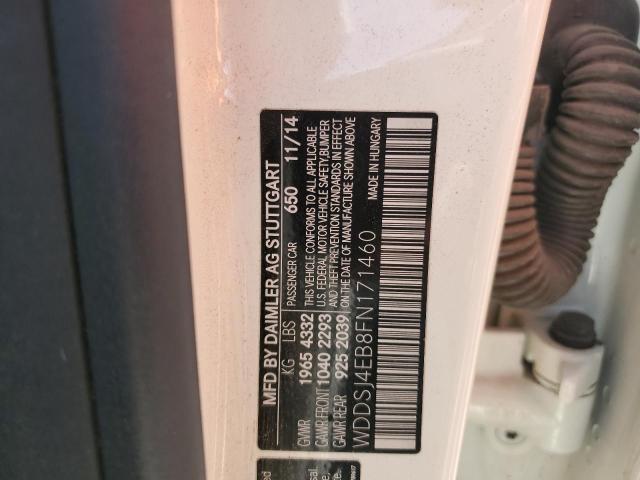 MFD BY DAIMLER AG STUTTGART
KG LBS PASSENGER CAR 650 11/14
GVWR 1965 4332 THIS VEHICLE CONFORMS TO ALL APPLICABLE
GAWR FRONT 1040 2293 U.S. FEDERAL MOTOR VEHICLE SAFETY, BUMPER
AND THEFT PREVENTION STANDARDS IN EFFECT
GAWR REAR 925 2039 ON THE DATE OF MANUFACTURE SHOWN ABOVE
WDDSJ4EB8FN171460 MADE IN HUNGARY